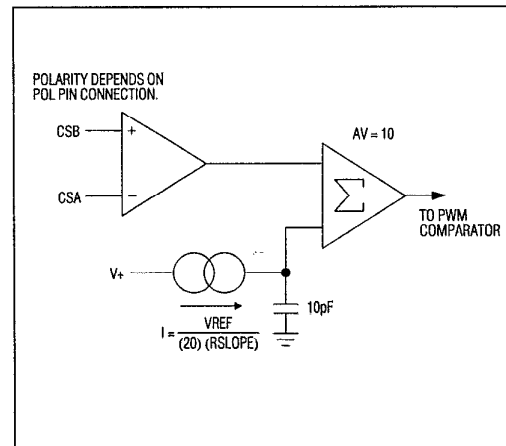 POLARITY DEPENDS ON
POL PIN CONNECTION.
CSB
+
CSA
−
AV = 10
Σ
TO PWM
COMPARATOR
V+
10pF
I = VREF
(20) (RSLOPE)